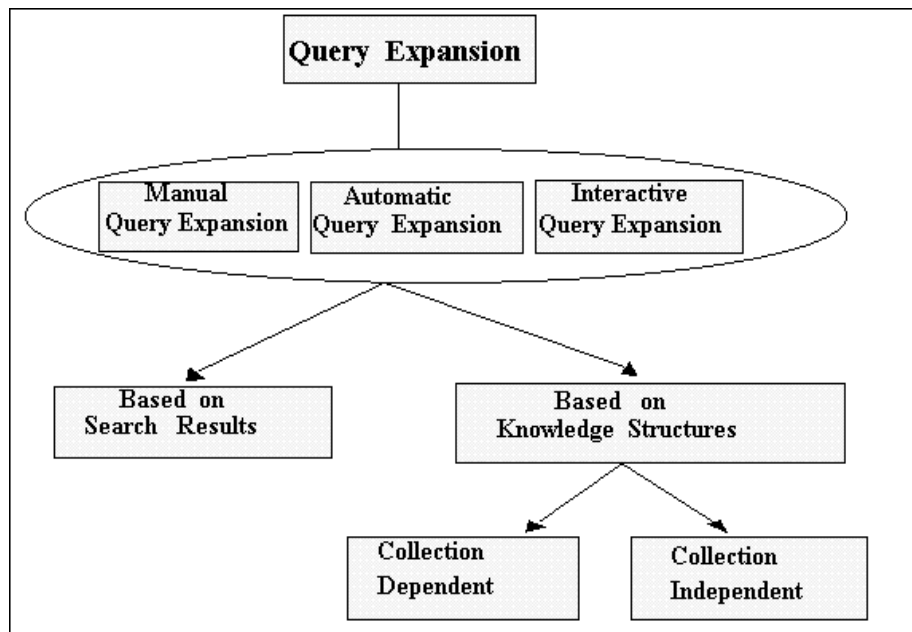 Query Expansion
Manual
Query Expansion
Automatic
Query Expansion
Interactive
Query Expansion
Based on
Search Results
Based on
Knowledge Structures
Collection
Dependent
Collection
Independent